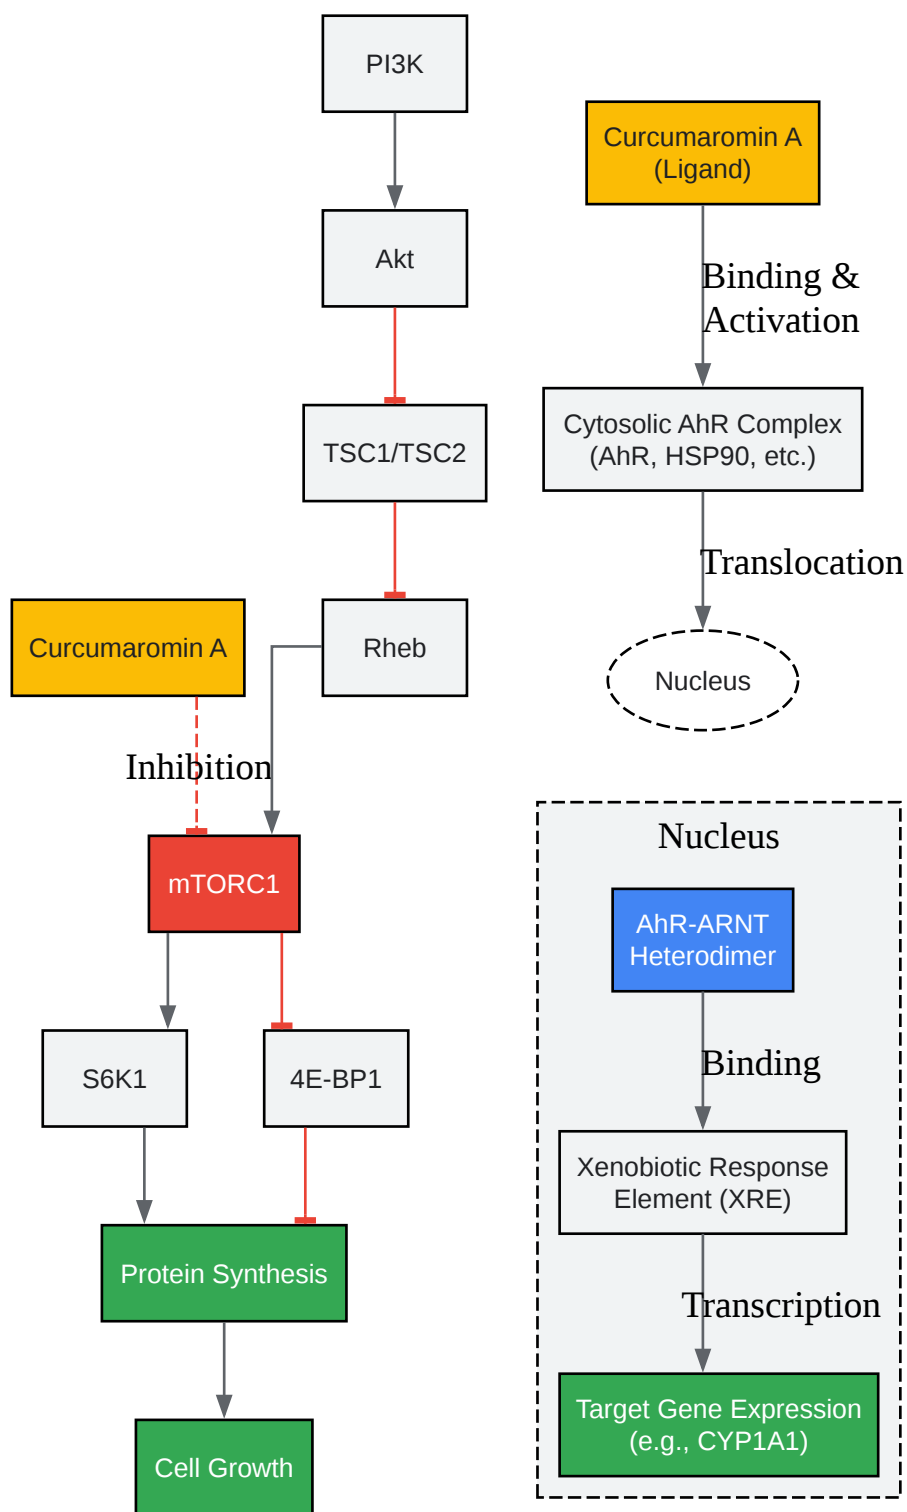 PI3K
Akt
TSC1/TSC2
Rheb
Curcumaromin A
Inhibition
mTORC1
S6K1
4E-BP1
Protein Synthesis
Cell Growth
Curcumaromin A
(Ligand)
Binding &
Activation
Cytosolic AhR Complex
(AhR, HSP90, etc.)
Translocation
Nucleus
Nucleus
AhR-ARNT
Heterodimer
Binding
Xenobiotic Response
Element (XRE)
Transcription
Target Gene Expression
(e.g., CYP1A1)